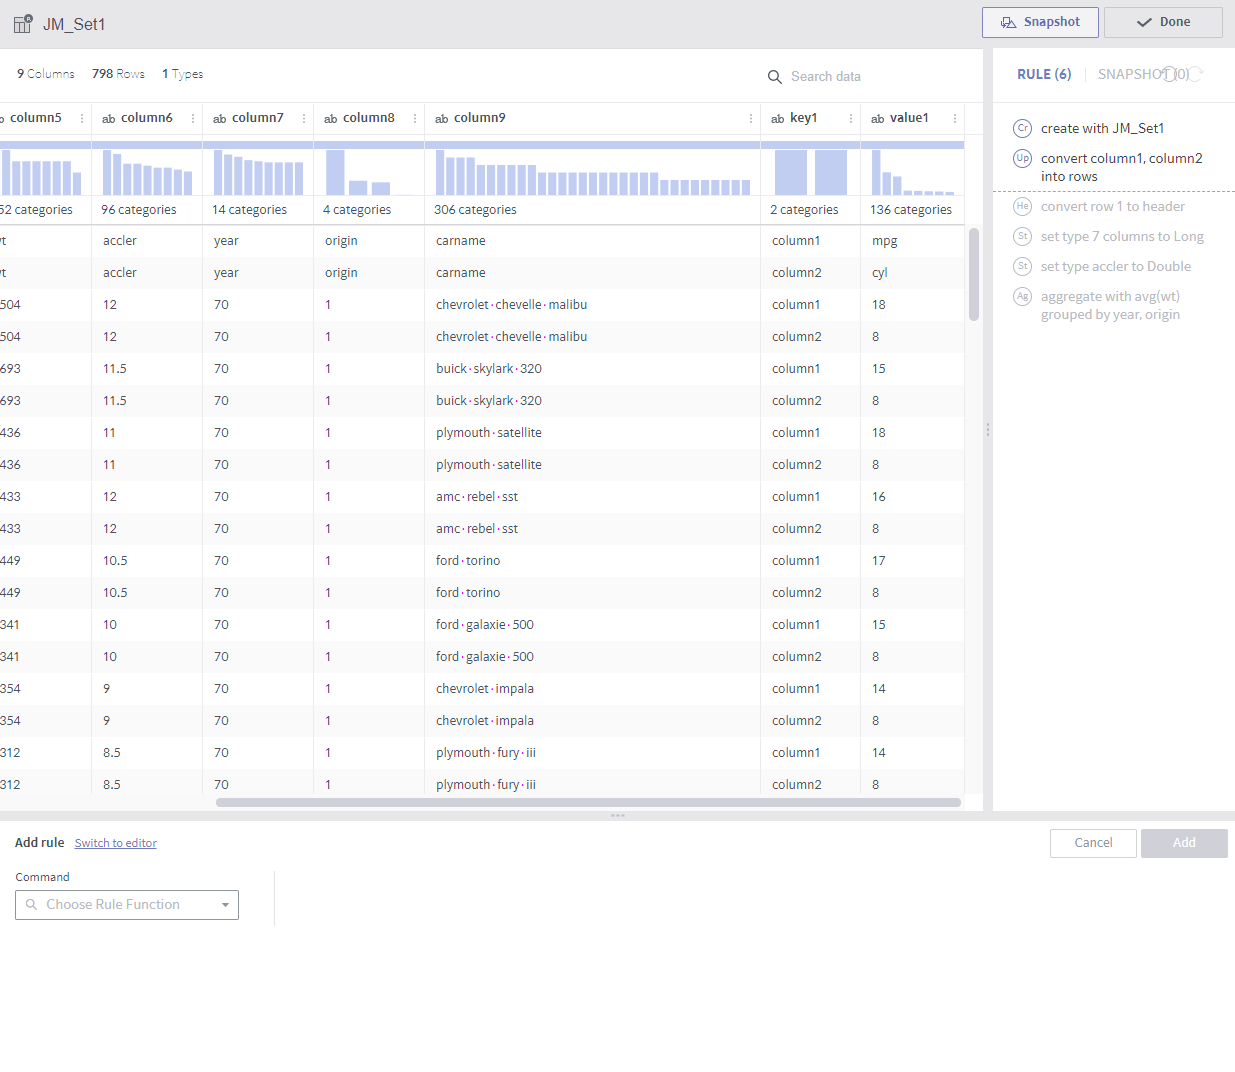 JM_Set1
Snapshot
Done
9 Columns 798 Rows 1 Types
Search data
RULE (6) SNAPSHOT (0)
ab column5 ab column6 ab column7 ab column8 ab column9 ab key1 ab value1
52 categories 96 categories 14 categories 4 categories 306 categories 2 categories 136 categories
wt accler year origin carname column1 mpg
wt accler year origin carname column2 cyl
504 12 70 1 chevrolet·chevelle·malibu column1 18
504 12 70 1 chevrolet·chevelle·malibu column2 8
693 11.5 70 1 buick·skylark·320 column1 15
693 11.5 70 1 buick·skylark·320 column2 8
436 11 70 1 plymouth·satellite column1 18
436 11 70 1 plymouth·satellite column2 8
433 12 70 1 amc·rebel·sst column1 16
433 12 70 1 amc·rebel·sst column2 8
449 10.5 70 1 ford·torino column1 17
449 10.5 70 1 ford·torino column2 8
341 10 70 1 ford·galaxie·500 column1 15
341 10 70 1 ford·galaxie·500 column2 8
354 9 70 1 chevrolet·impala column1 14
354 9 70 1 chevrolet·impala column2 8
312 8.5 70 1 plymouth·fury·iii column1 14
312 8.5 70 1 plymouth·fury·iii column2 8
Cr create with JM_Set1
Up convert column1, column2
into rows
He convert row 1 to header
St set type 7 columns to Long
St set type accler to Double
Ag aggregate with avg(wt)
grouped by year, origin
Add rule Switch to editor
Cancel
Add
Command
Choose Rule Function